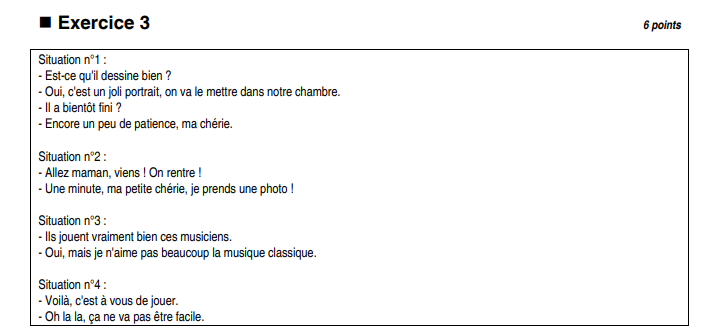 ■ Exercice 3
6 points
Situation n°1 :
- Est-ce qu'il dessine bien ?
- Oui, c'est un joli portrait, on va le mettre dans notre chambre.
- Il a bientôt fini ?
- Encore un peu de patience, ma chérie.
Situation n°2 :
- Allez maman, viens ! On rentre !
- Une minute, ma petite chérie, je prends une photo !
Situation n°3 :
- Ils jouent vraiment bien ces musiciens.
- Oui, mais je n'aime pas beaucoup la musique classique.
Situation n°4 :
- Voilà, c'est à vous de jouer.
- Oh la la, ça ne va pas être facile.